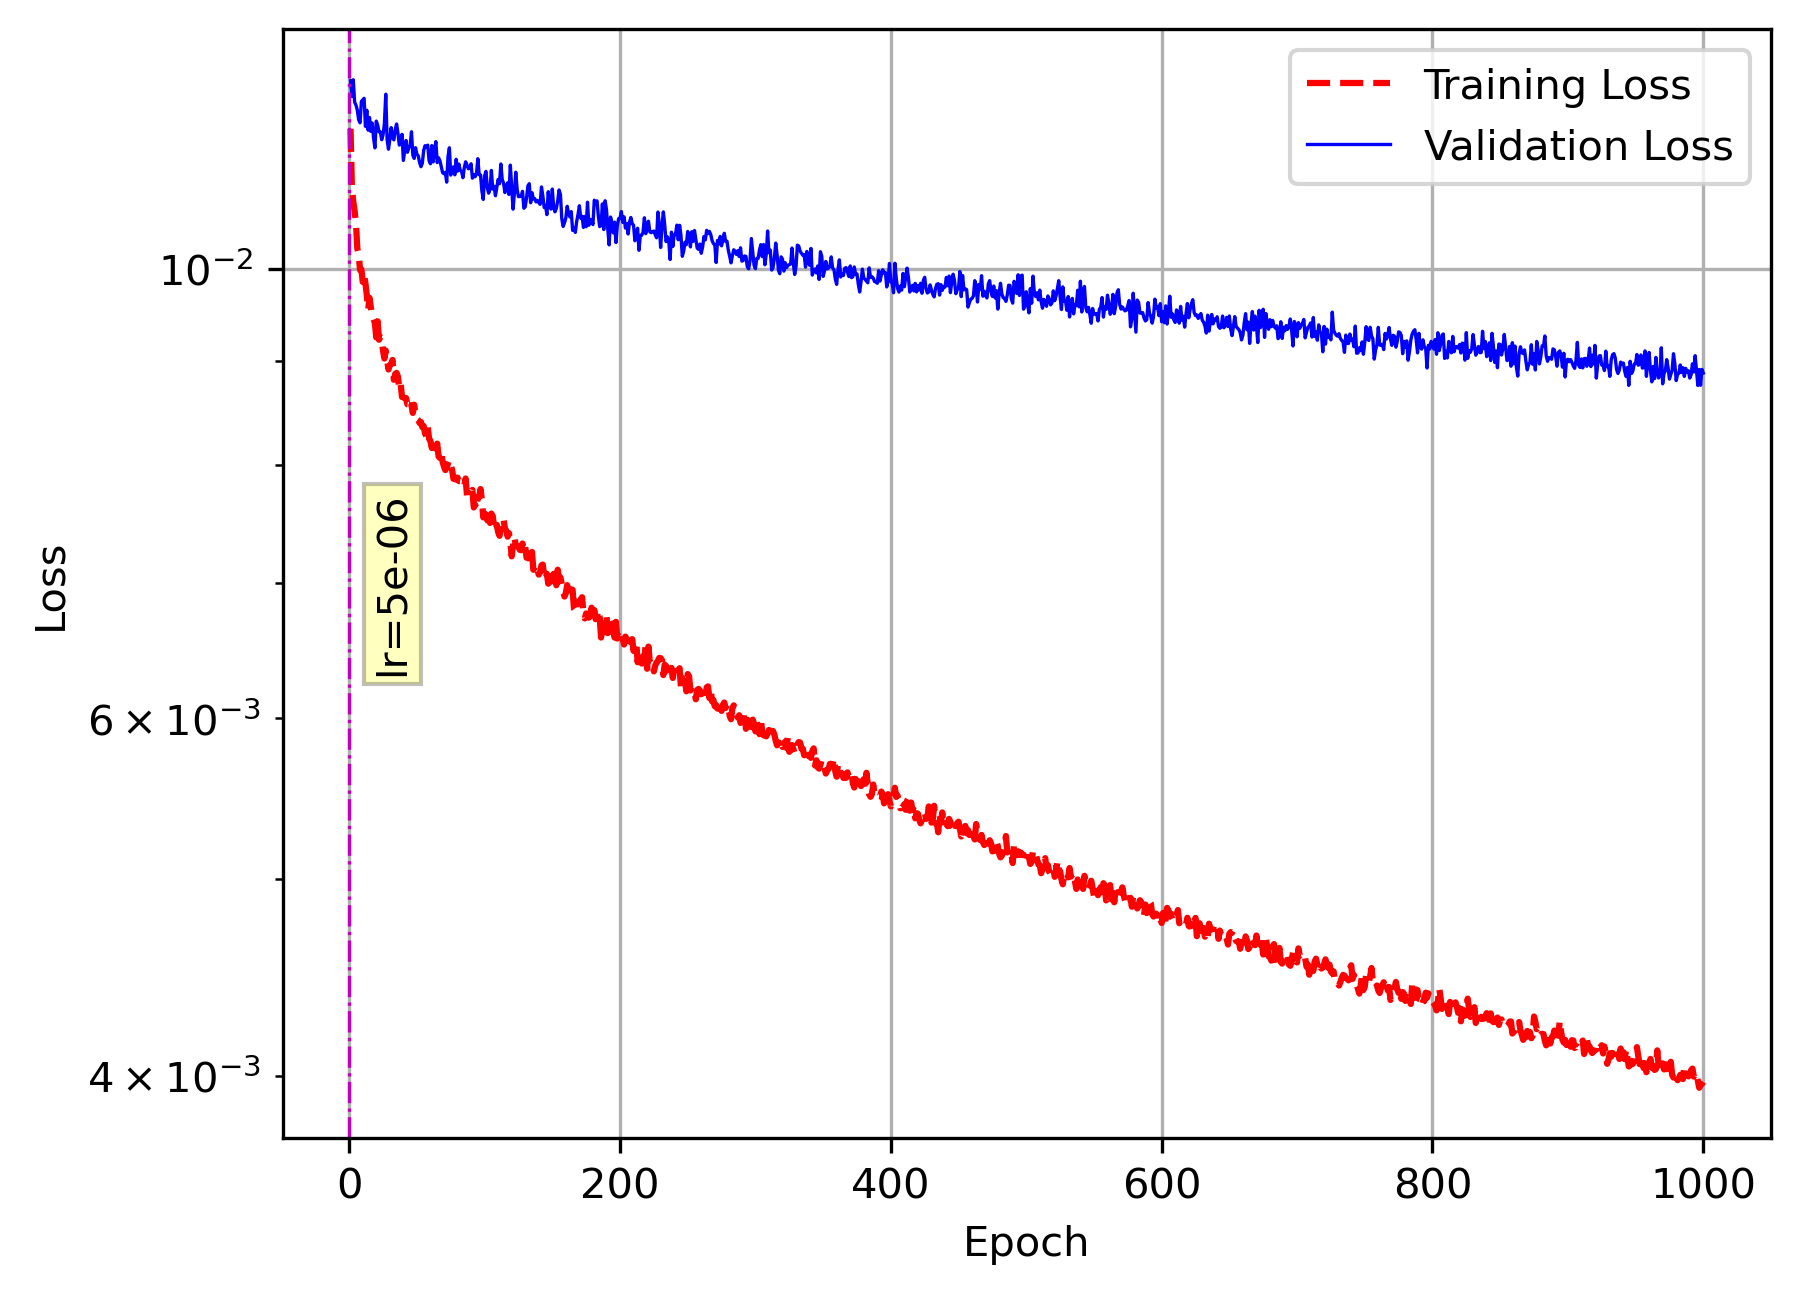 Training Loss
Validation Loss
10⁻²
6 × 10⁻³
4 × 10⁻³
Loss
lr=5e-06
0 200 400 600 800 1000
Epoch